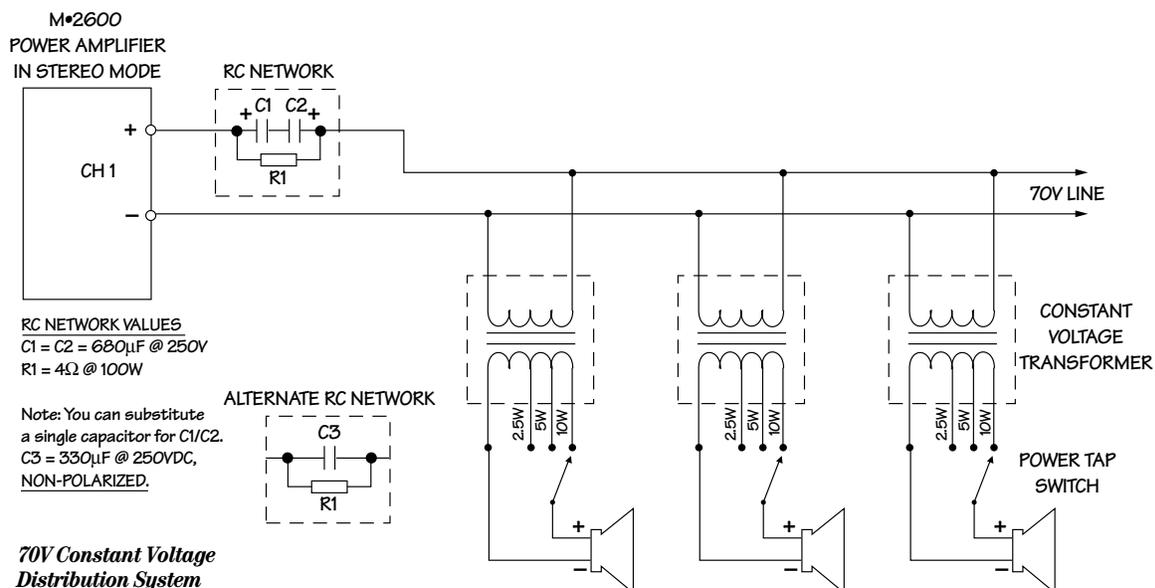 M•2600
POWER AMPLIFIER
IN STEREO MODE
RC NETWORK
+ C1 C2 +
R1
+
CH 1
−
70V LINE
RC NETWORK VALUES
C1 = C2 = 680µF @ 250V
R1 = 4Ω @ 100W
Note: You can substitute
a single capacitor for C1/C2.
C3 = 330µF @ 250VDC,
NON-POLARIZED.
ALTERNATE RC NETWORK
C3
R1
CONSTANT
VOLTAGE
TRANSFORMER
2.5W 5W 10W
2.5W 5W 10W
2.5W 5W 10W
POWER TAP
SWITCH
+
−
+
−
+
−
70V Constant Voltage
Distribution System